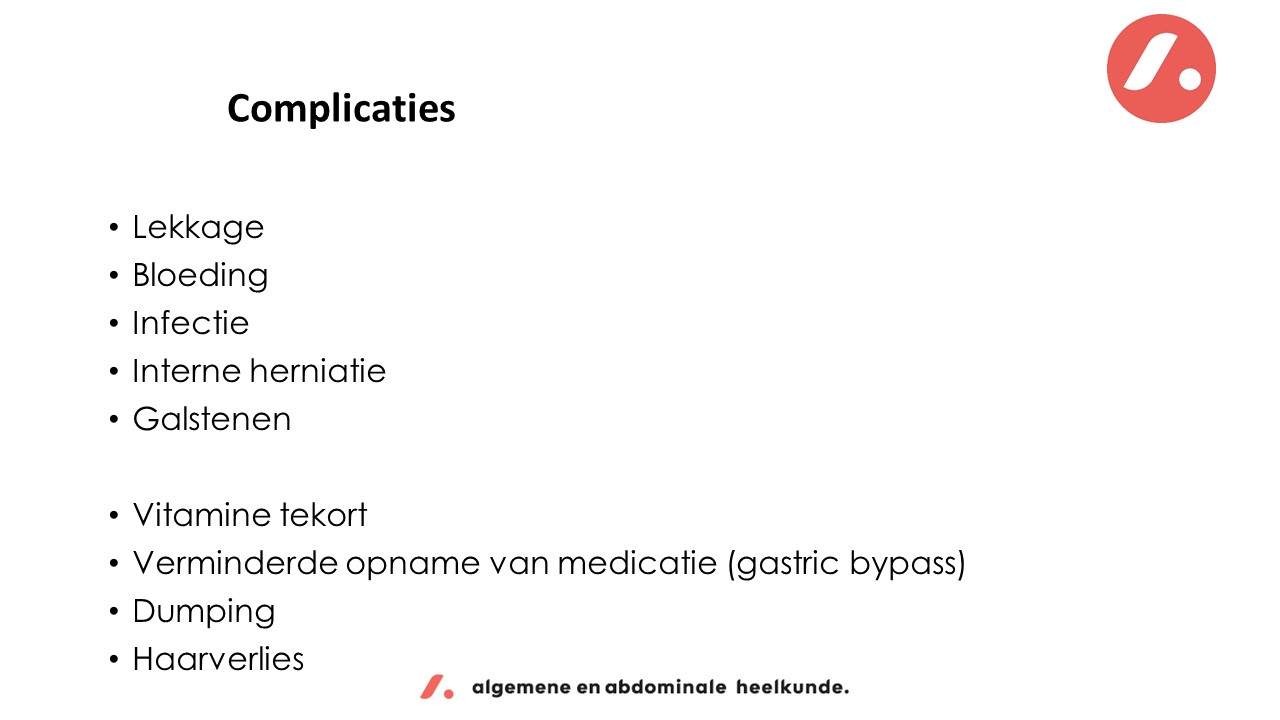 Complicaties
• Lekkage
• Bloeding
• Infectie
• Interne herniatie
• Galstenen
• Vitamine tekort
• Verminderde opname van medicatie (gastric bypass)
• Dumping
• Haarverlies
algemene en abdominale heelkunde.